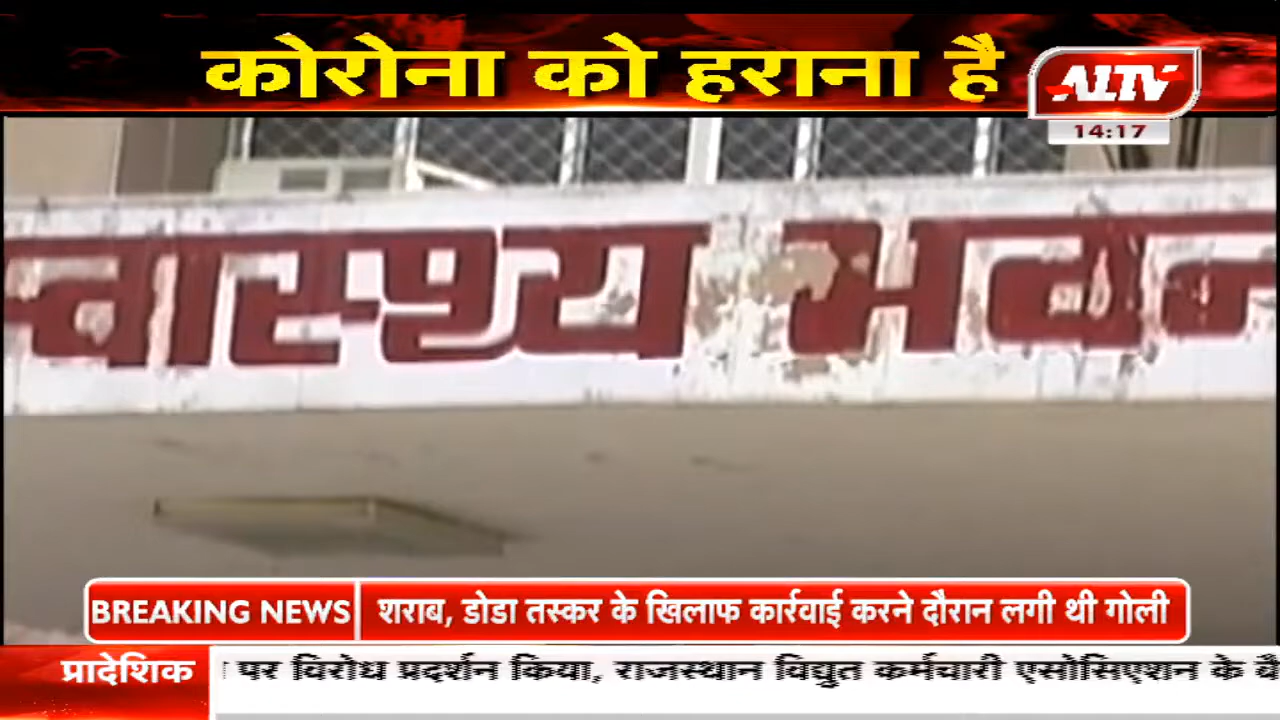 कोरोना को हराना है
ALTV
14:17
स्वास्थ्य भवन
BREAKING NEWS
शराब, डोडा तस्कर के खिलाफ कार्रवाई करने दौरान लगी थी गोली
प्रादेशिक
पर विरोध प्रदर्शन किया, राजस्थान विद्युत कर्मचारी एसोसिएशन के